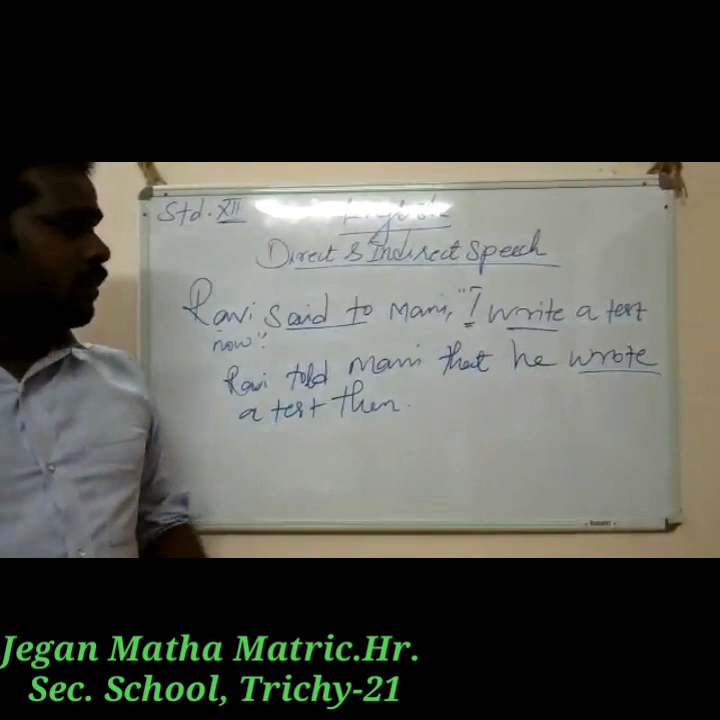 Std. XII
English
Direct & Indirect Speech
Ravi said to Mani, "I write a test
now".
Ravi told Mani that he wrote
a test then.
Jegan Matha Matric.Hr.
Sec. School, Trichy-21